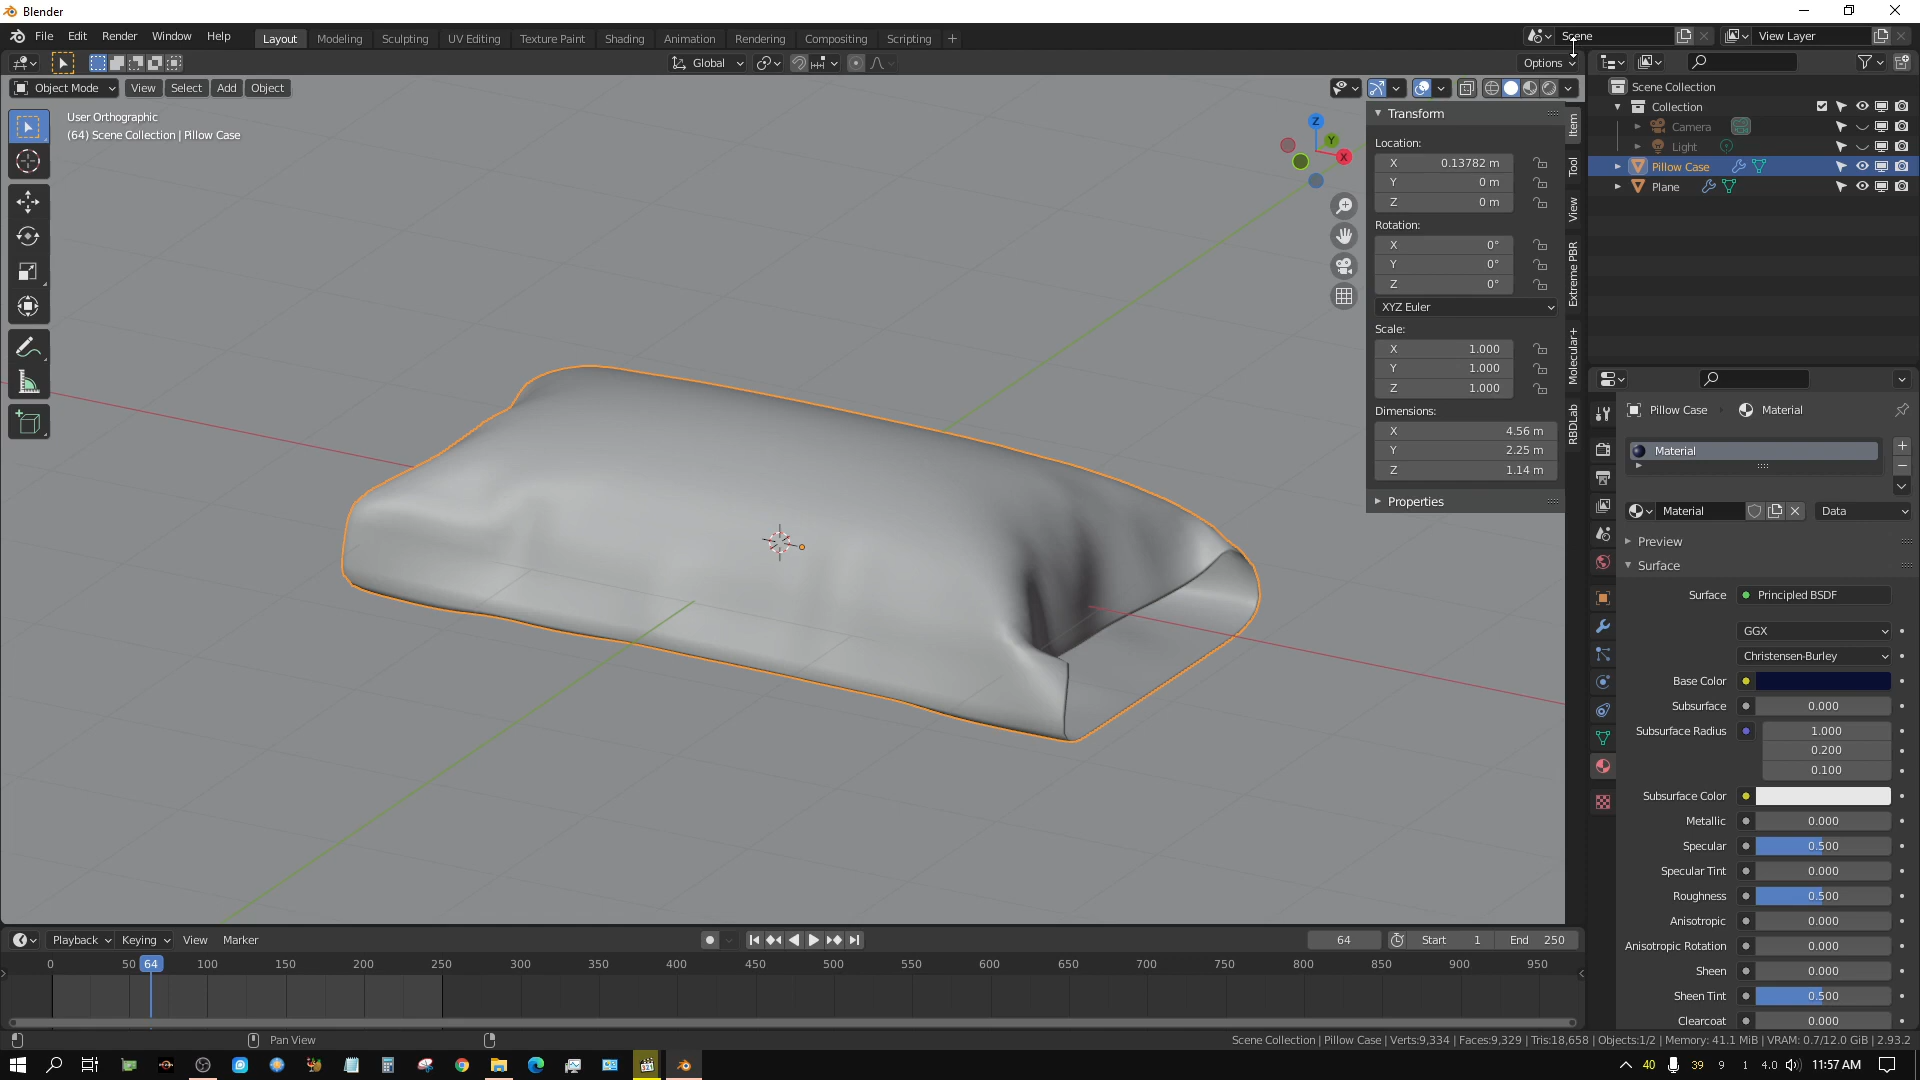 Blender
File Edit Render Window Help
Layout Modeling Sculpting UV Editing Texture Paint Shading Animation Rendering Compositing Scripting +
Scene
View Layer
Global
Options
Object Mode View Select Add Object
User Orthographic
(64) Scene Collection | Pillow Case
Z
Y
X
Transform
Location:
X 0.13782 m
Y 0 m
Z 0 m
Rotation:
X 0°
Y 0°
Z 0°
XYZ Euler
Scale:
X 1.000
Y 1.000
Z 1.000
Dimensions:
X 4.56 m
Y 2.25 m
Z 1.14 m
Properties
Item
Tool
View
Extreme PBR
Molecular+
RBDLab
Scene Collection
Collection
Camera
Light
Pillow Case
Plane
Pillow Case Material
Material
Material Data
Preview
Surface
Surface Principled BSDF
GGX
Christensen-Burley
Base Color
Subsurface 0.000
Subsurface Radius 1.000
0.200
0.100
Subsurface Color
Metallic 0.000
Specular 0.500
Specular Tint 0.000
Roughness 0.500
Anisotropic 0.000
Anisotropic Rotation 0.000
Sheen 0.000
Sheen Tint 0.500
Clearcoat 0.000
Playback Keying View Marker
64 Start 1 End 250
0 50 64 100 150 200 250 300 350 400 450 500 550 600 650 700 750 800 850 900 950
Pan View
Scene Collection | Pillow Case | Verts:9,334 | Faces:9,329 | Tris:18,658 | Objects:1/2 | Memory: 41.1 MiB | VRAM: 0.7/12.0 GiB | 2.93.2
40 39 9 1 4.0 11:57 AM